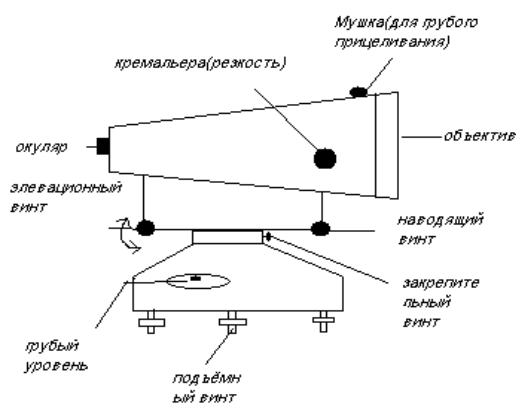 Мушка(для грубого
прицеливания)
кремальера(резкость)
окуляр
объектив
элевационный
винт
наводящий
винт
закрепите
льный
винт
грубый
уровень
подъёмн
ый винт